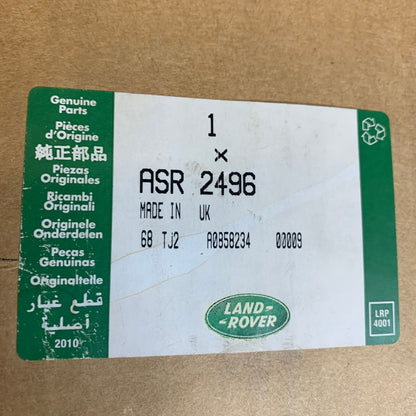 Genuine
Parts
Pièces
d'Origine
純正部品
Piezas
Originales
Ricambi
Originali
Originele
Onderdelen
Peças
Genuinas
Originalteile
قطع غيار
أصلية
2010
1
×
ASR 2496
MADE IN UK
68 TJ2 A0858234 00009
LAND-
-ROVER
LRP
4001